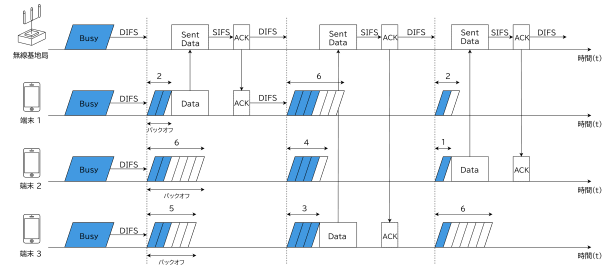 Busy DIFS Sent Data SIFS ACK DIFS Sent Data SIFS ACK DIFS Sent Data SIFS ACK DIFS
無線基地局
時間(t)
2 6 2
Busy DIFS Data ACK DIFS
端末 1
バックオフ
時間(t)
6 4 1
Busy DIFS Data ACK
端末 2
バックオフ
時間(t)
5 3 6
Busy DIFS Data ACK
端末 3
バックオフ
時間(t)